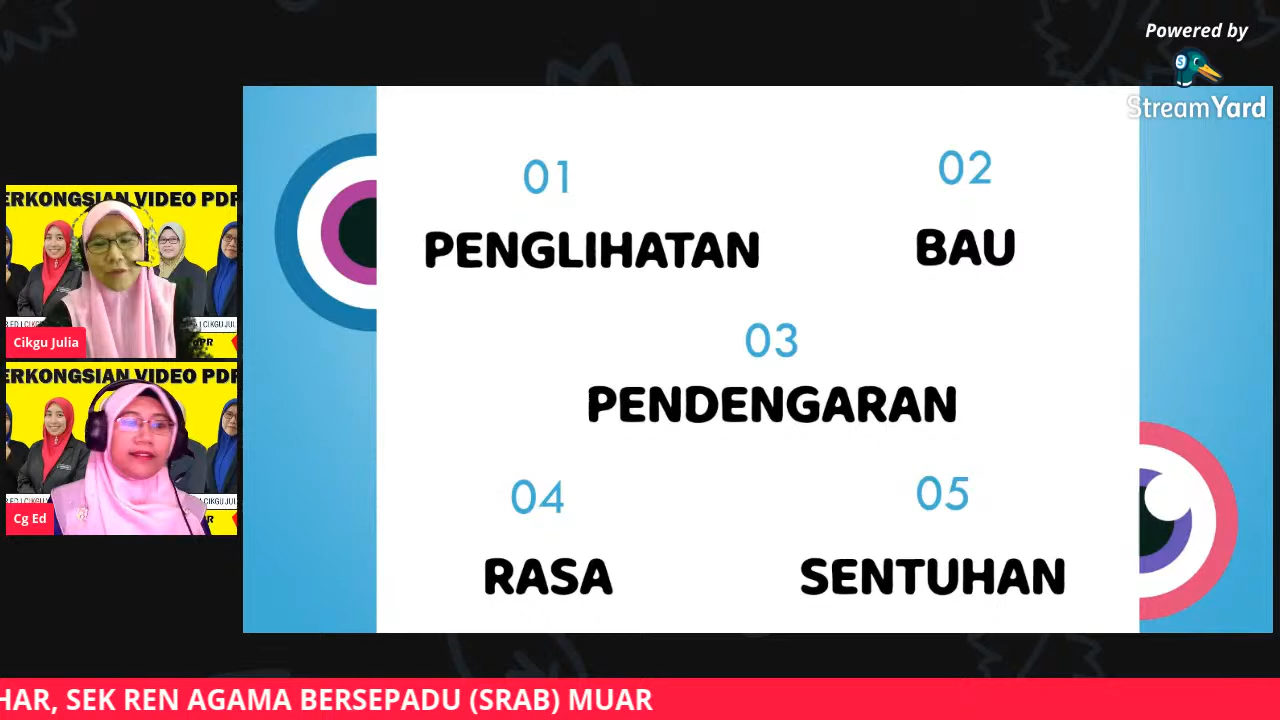 Powered by
StreamYard
01
PENGLIHATAN
02
BAU
03
PENDENGARAN
04
RASA
05
SENTUHAN
ERKONGSIAN VIDEO PDP
Cikgu Julia
ERKONGSIAN VIDEO PDP
Cg Ed
HAR, SEK REN AGAMA BERSEPADU (SRAB) MUAR